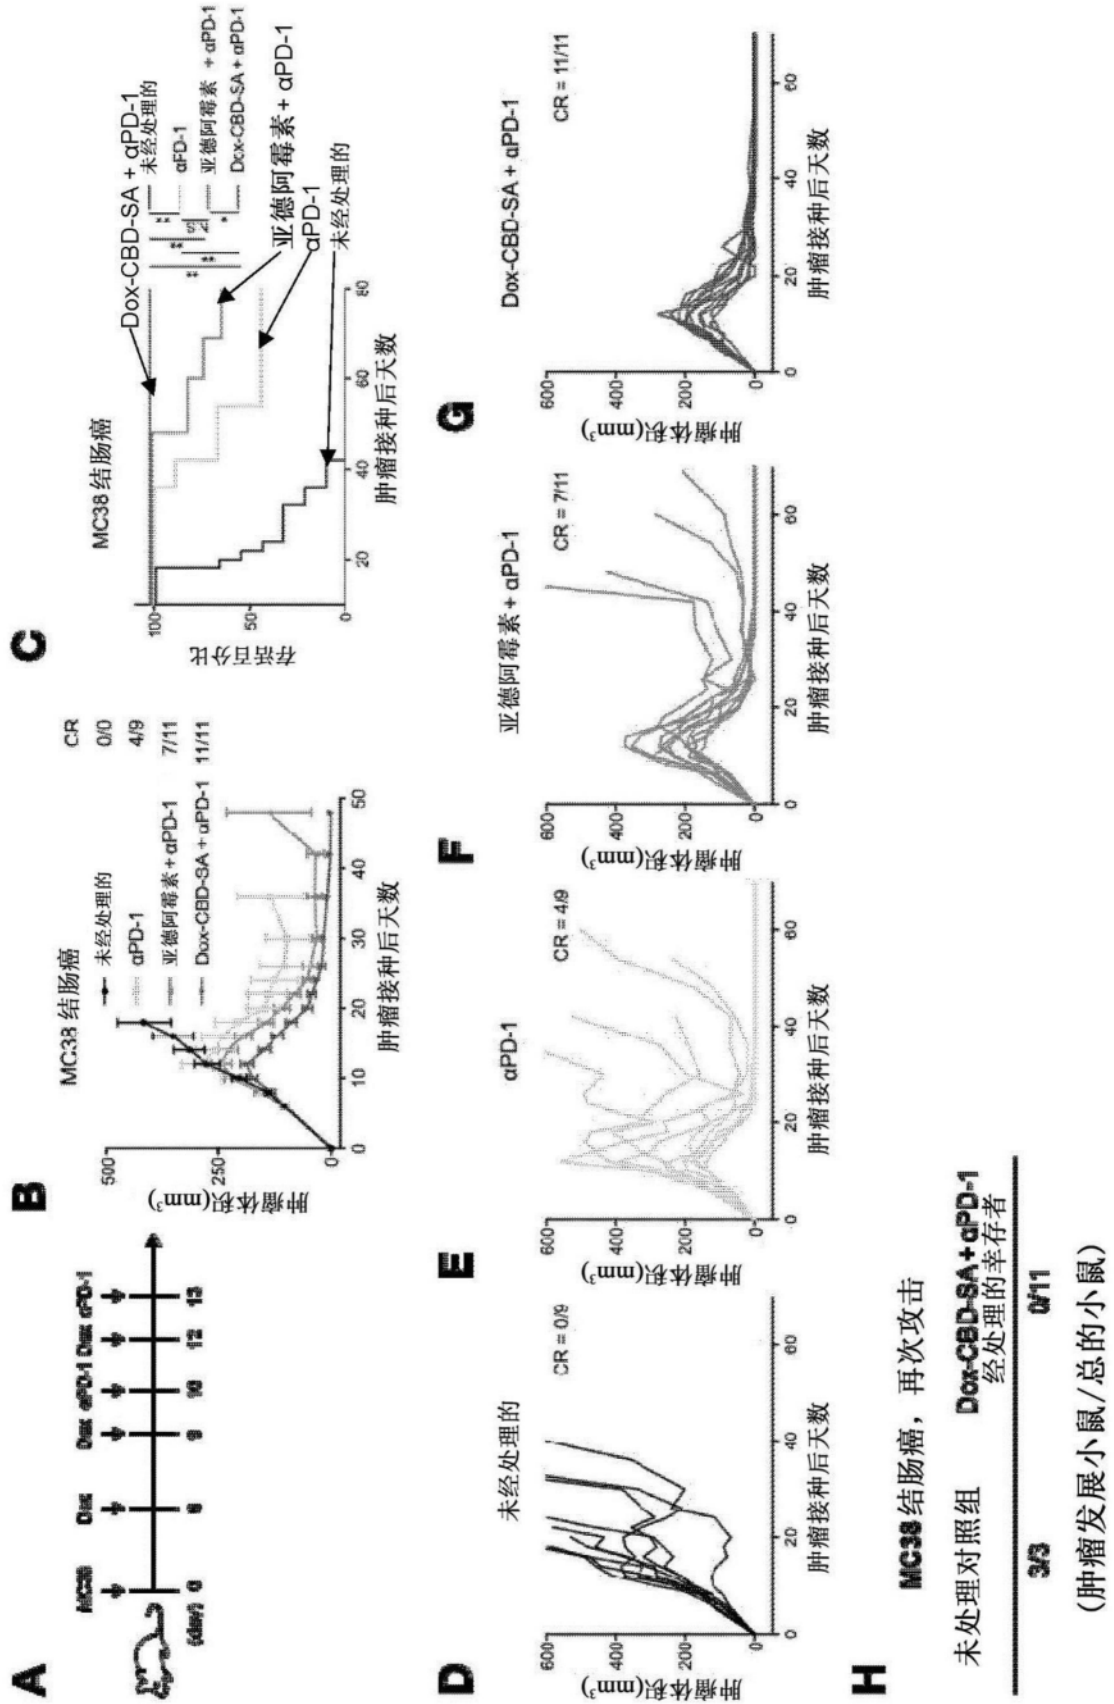 A
MC38 Dox Dox αPD-1 Dox αPD-1
(day) 0 6 9 10 12 13
B
MC38 结肠癌
CR
未经处理的 0/0
αPD-1 4/9
亚德阿霉素+αPD-1 7/11
Dox-CBD-SA + αPD-1 11/11
肿瘤体积(mm³)
500
250
0
0 10 20 30 40 50
肿瘤接种后天数
C
MC38 结肠癌
Dox-CBD-SA + αPD-1
未经处理的
αFD-1
亚德阿霉素 + αPD-1
Dox-CBD-SA + αPD-1
** ** ** ** NS *
亚德阿霉素 + αPD-1
αPD-1
未经处理的
存活百分比
100
50
0
20 40 60 80
肿瘤接种后天数
D
未经处理的
CR = 0/9
肿瘤体积(mm³)
600
400
200
0
0 20 40 60
肿瘤接种后天数
E
αPD-1
CR = 4/9
肿瘤体积(mm³)
600
400
200
0
0 20 40 60
肿瘤接种后天数
F
亚德阿霉素 + αPD-1
CR = 7/11
肿瘤体积(mm³)
600
400
200
0
0 20 40 60
肿瘤接种后天数
G
Dox-CBD-SA + αPD-1
CR = 11/11
肿瘤体积(mm³)
600
400
200
0
0 20 40 60
肿瘤接种后天数
H
MC38 结肠癌，再次攻击
未处理对照组 Dox-CBD-SA+αPD-1
经处理的幸存者
3/3 0/11
(肿瘤发展小鼠/总的小鼠)